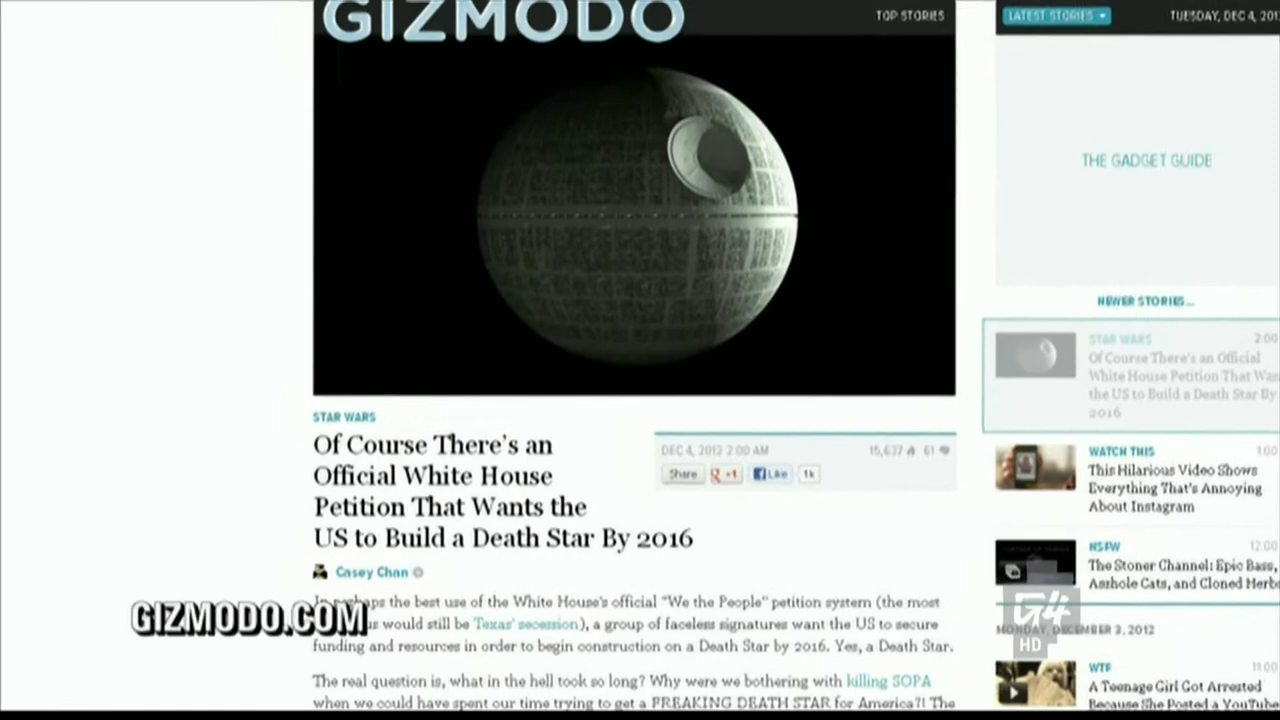 GIZMODO
TOP STORIES
LATEST STORIES
TUESDAY, DEC 4, 201
THE GADGET GUIDE
NEWER STORIES...
STAR WARS
2:00
Of Course There's an Official
White House Petition That Wan
the US to Build a Death Star By
2016
WATCH THIS
1:00
This Hilarious Video Shows
Everything That's Annoying
About Instagram
NSFW
12:00
The Stoner Channel: Epic Bass,
Asshole Cats, and Cloned Herbs
MONDAY, DECEMBER 3, 2012
WTF
11:00
A Teenage Girl Got Arrested
Because She Posted a YouTube
STAR WARS
Of Course There's an
Official White House
Petition That Wants the
US to Build a Death Star By 2016
DEC 4, 2012 2:00 AM
15,637
61
Share
+1
Like
1k
Casey Chan
In perhaps the best use of the White House's official "We the People" petition system (the most
us would still be Texas' secession), a group of faceless signatures want the US to secure
funding and resources in order to begin construction on a Death Star by 2016. Yes, a Death Star.
The real question is, what in the hell took so long? Why were we bothering with killing SOPA
when we could have spent our time trying to get a FREAKING DEATH STAR for America?! The
GIZMODO.COM
G4
HD